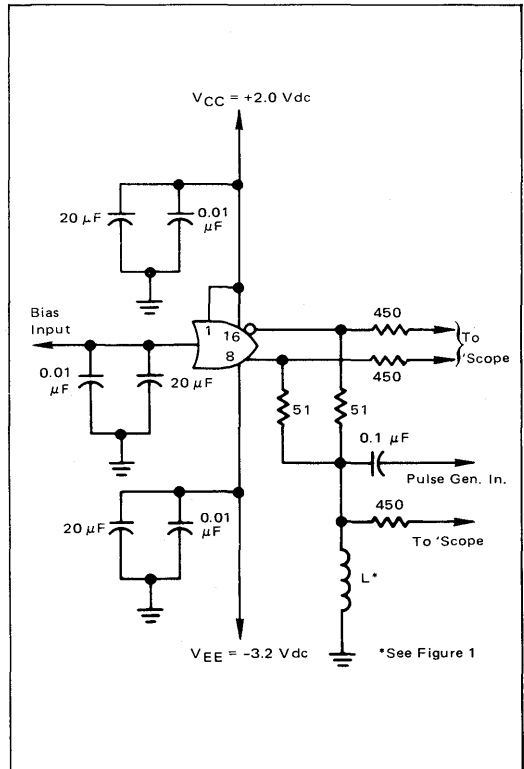 VCC = +2.0 Vdc
20 µF
0.01
µF
Bias
Input
1
16
8
450
To
'Scope
450
0.01
µF
20 µF
51
51
0.1 µF
Pulse Gen. In.
450
To 'Scope
20 µF
0.01
µF
L*
VEE = –3.2 Vdc
*See Figure 1